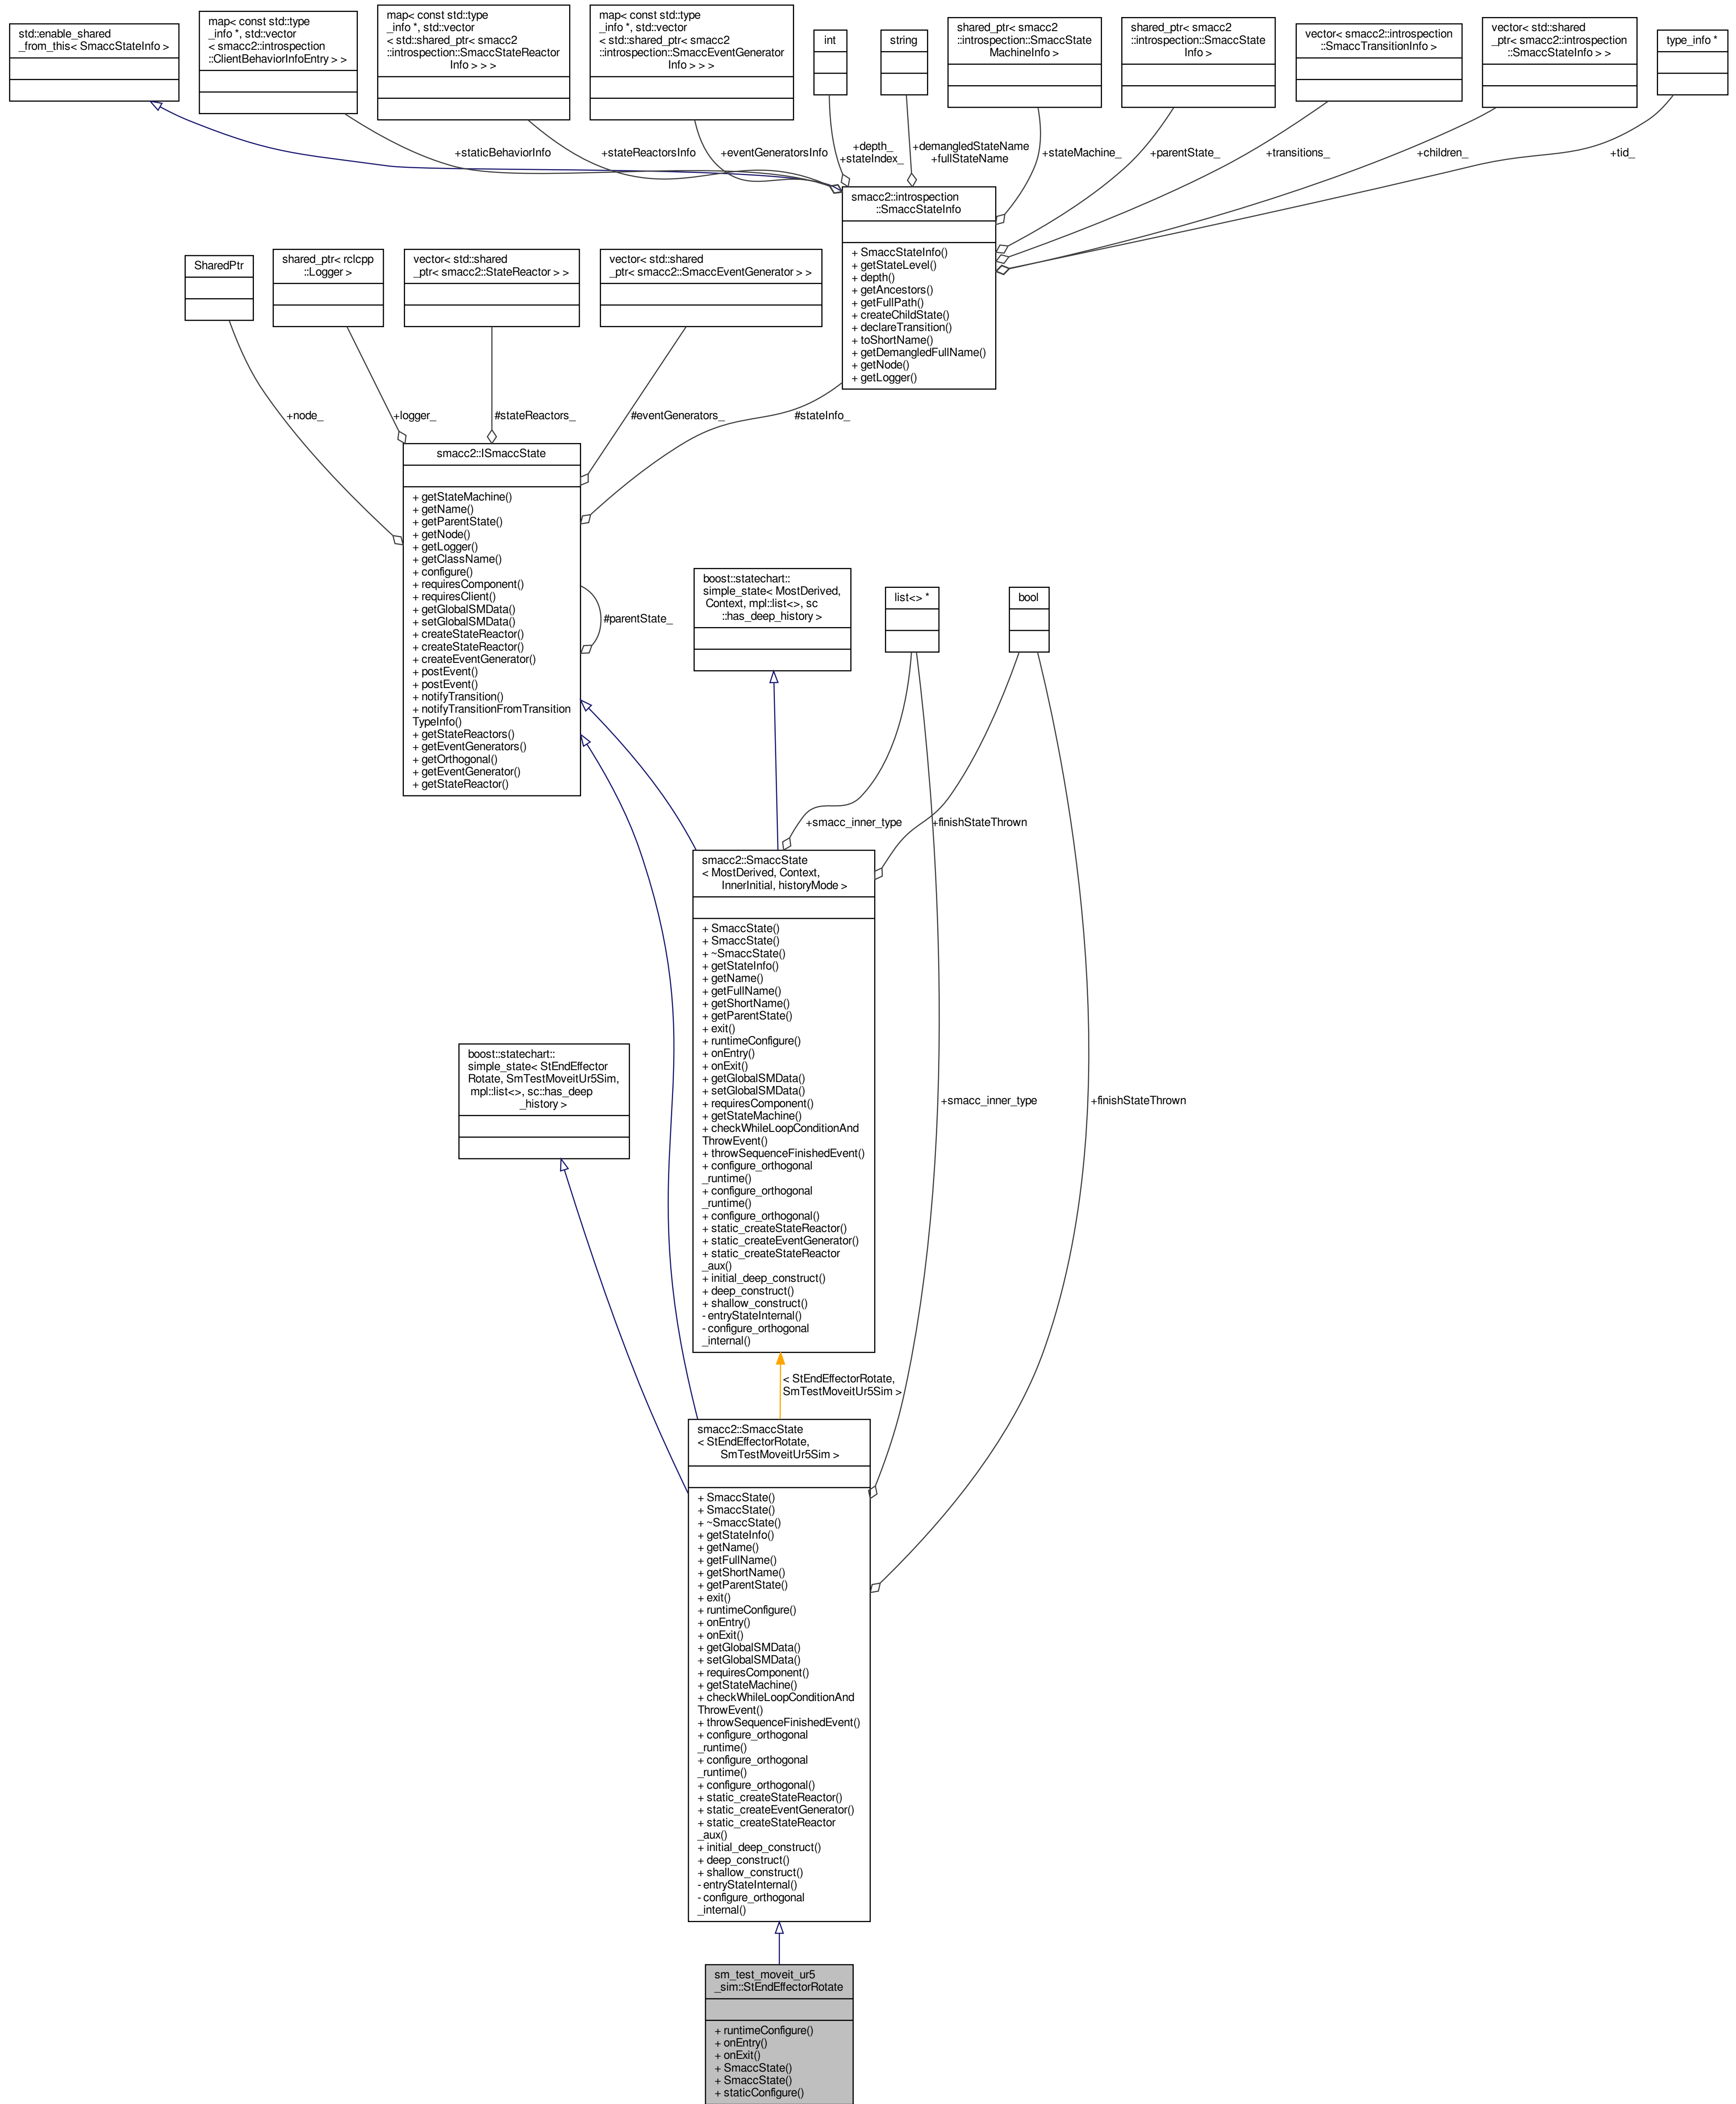 std::enable_shared
_from_this< SmaccStateInfo >
map< const std::type
_info *, std::vector
< smacc2::introspection
::ClientBehaviorInfoEntry > >
map< const std::type
_info *, std::vector
< std::shared_ptr< smacc2
::introspection::SmaccStateReactor
Info > > >
map< const std::type
_info *, std::vector
< std::shared_ptr< smacc2
::introspection::SmaccEventGenerator
Info > > >
int
string
shared_ptr< smacc2
::introspection::SmaccState
MachineInfo >
shared_ptr< smacc2
::introspection::SmaccState
Info >
vector< smacc2::introspection
::SmaccTransitionInfo >
vector< std::shared
_ptr< smacc2::introspection
::SmaccStateInfo > >
type_info *
+staticBehaviorInfo
+stateReactorsInfo
+eventGeneratorsInfo
+depth_
+stateIndex_
+demangledStateName
+fullStateName
+stateMachine_
+parentState_
+transitions_
+children_
+tid_
smacc2::introspection
::SmaccStateInfo
+ SmaccStateInfo()
+ getStateLevel()
+ depth()
+ getAncestors()
+ getFullPath()
+ createChildState()
+ declareTransition()
+ toShortName()
+ getDemangledFullName()
+ getNode()
+ getLogger()
SharedPtr
shared_ptr< rclcpp
::Logger >
vector< std::shared
_ptr< smacc2::StateReactor > >
vector< std::shared
_ptr< smacc2::SmaccEventGenerator > >
+node_
+logger_
#stateReactors_
#eventGenerators_
#stateInfo_
smacc2::ISmaccState
+ getStateMachine()
+ getName()
+ getParentState()
+ getNode()
+ getLogger()
+ getClassName()
+ configure()
+ requiresComponent()
+ requiresClient()
+ getGlobalSMData()
+ setGlobalSMData()
+ createStateReactor()
+ createStateReactor()
+ createEventGenerator()
+ postEvent()
+ postEvent()
+ notifyTransition()
+ notifyTransitionFromTransition
TypeInfo()
+ getStateReactors()
+ getEventGenerators()
+ getOrthogonal()
+ getEventGenerator()
+ getStateReactor()
#parentState_
boost::statechart::
simple_state< MostDerived,
Context, mpl::list<>, sc
::has_deep_history >
list<> *
bool
+smacc_inner_type
+finishStateThrown
smacc2::SmaccState
< MostDerived, Context,
InnerInitial, historyMode >
+ SmaccState()
+ SmaccState()
+ ~SmaccState()
+ getStateInfo()
+ getName()
+ getFullName()
+ getShortName()
+ getParentState()
+ exit()
+ runtimeConfigure()
+ onEntry()
+ onExit()
+ getGlobalSMData()
+ setGlobalSMData()
+ requiresComponent()
+ getStateMachine()
+ checkWhileLoopConditionAnd
ThrowEvent()
+ throwSequenceFinishedEvent()
+ configure_orthogonal
_runtime()
+ configure_orthogonal
_runtime()
+ configure_orthogonal()
+ static_createStateReactor()
+ static_createEventGenerator()
+ static_createStateReactor
_aux()
+ initial_deep_construct()
+ deep_construct()
+ shallow_construct()
- entryStateInternal()
- configure_orthogonal
_internal()
boost::statechart::
simple_state< StEndEffector
Rotate, SmTestMoveitUr5Sim,
mpl::list<>, sc::has_deep
_history >
+smacc_inner_type
+finishStateThrown
< StEndEffectorRotate,
SmTestMoveitUr5Sim >
smacc2::SmaccState
< StEndEffectorRotate,
SmTestMoveitUr5Sim >
+ SmaccState()
+ SmaccState()
+ ~SmaccState()
+ getStateInfo()
+ getName()
+ getFullName()
+ getShortName()
+ getParentState()
+ exit()
+ runtimeConfigure()
+ onEntry()
+ onExit()
+ getGlobalSMData()
+ setGlobalSMData()
+ requiresComponent()
+ getStateMachine()
+ checkWhileLoopConditionAnd
ThrowEvent()
+ throwSequenceFinishedEvent()
+ configure_orthogonal
_runtime()
+ configure_orthogonal
_runtime()
+ configure_orthogonal()
+ static_createStateReactor()
+ static_createEventGenerator()
+ static_createStateReactor
_aux()
+ initial_deep_construct()
+ deep_construct()
+ shallow_construct()
- entryStateInternal()
- configure_orthogonal
_internal()
sm_test_moveit_ur5
_sim::StEndEffectorRotate
+ runtimeConfigure()
+ onEntry()
+ onExit()
+ SmaccState()
+ SmaccState()
+ staticConfigure()